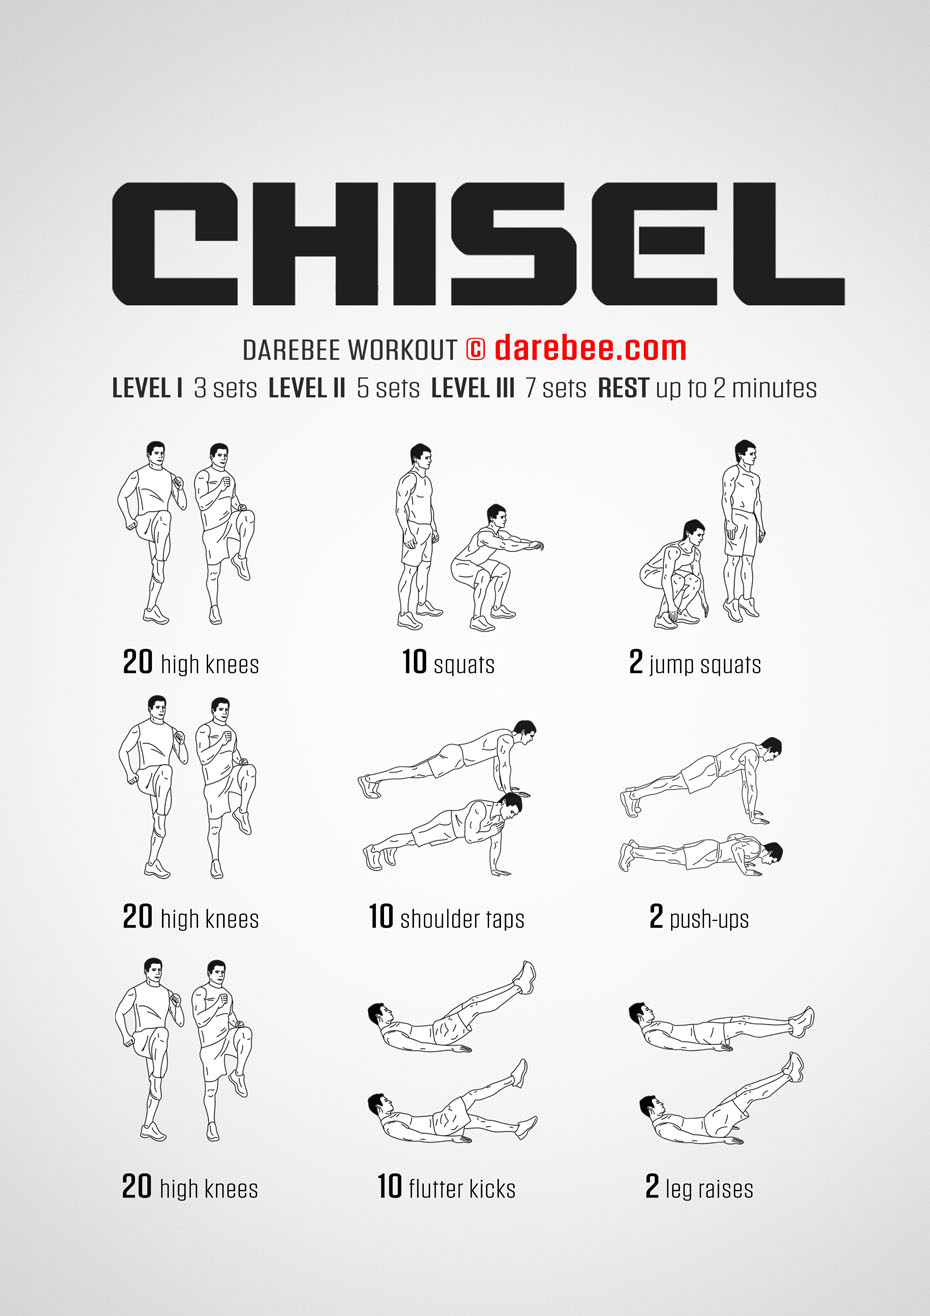 CHISEL
DAREBEE WORKOUT © darebee.com
LEVEL I 3 sets LEVEL II 5 sets LEVEL III 7 sets REST up to 2 minutes
20 high knees
10 squats
2 jump squats
20 high knees
10 shoulder taps
2 push-ups
20 high knees
10 flutter kicks
2 leg raises